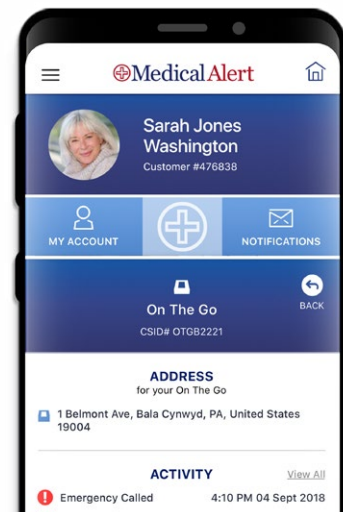 MedicalAlert
Sarah Jones
Washington
Customer #476838
MY ACCOUNT
NOTIFICATIONS
On The Go
BACK
CSID# OTGB2221
ADDRESS
for your On The Go
1 Belmont Ave, Bala Cynwyd, PA, United States
19004
ACTIVITY
View All
Emergency Called
4:10 PM 04 Sept 2018